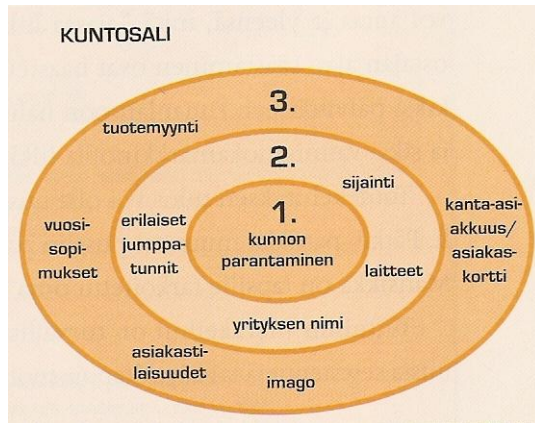 KUNTOSALI
3.
tuotemyynti
2.
sijainti
1.
kunnon
parantaminen
erilaiset
jumppa-
tunnit
laitteet
yrityksen nimi
vuosi-
sopi-
mukset
kanta-asi-
akkuus/
asiakas-
kortti
asiakasti-
laisuudet
imago